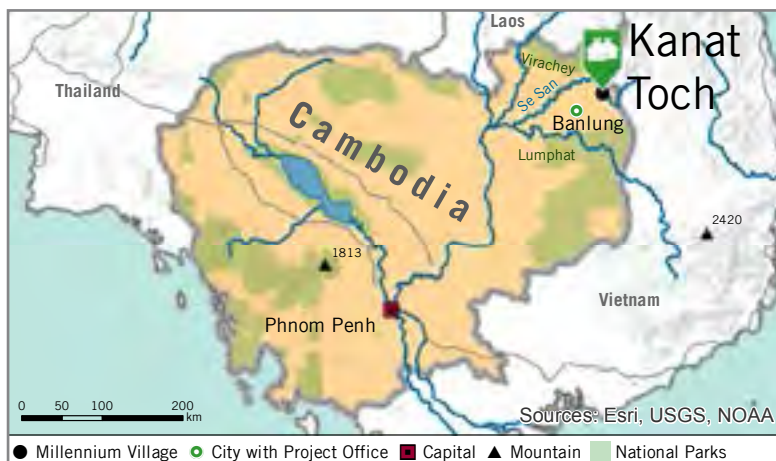 Laos
Kanat
Toch
Virachey
Se San
Thailand
Banlung
Cambodia
Lumphat
2420
1813
Vietnam
Phnom Penh
0 50 100 200
km
Sources: Esri, USGS, NOAA
Millennium Village City with Project Office Capital Mountain National Parks